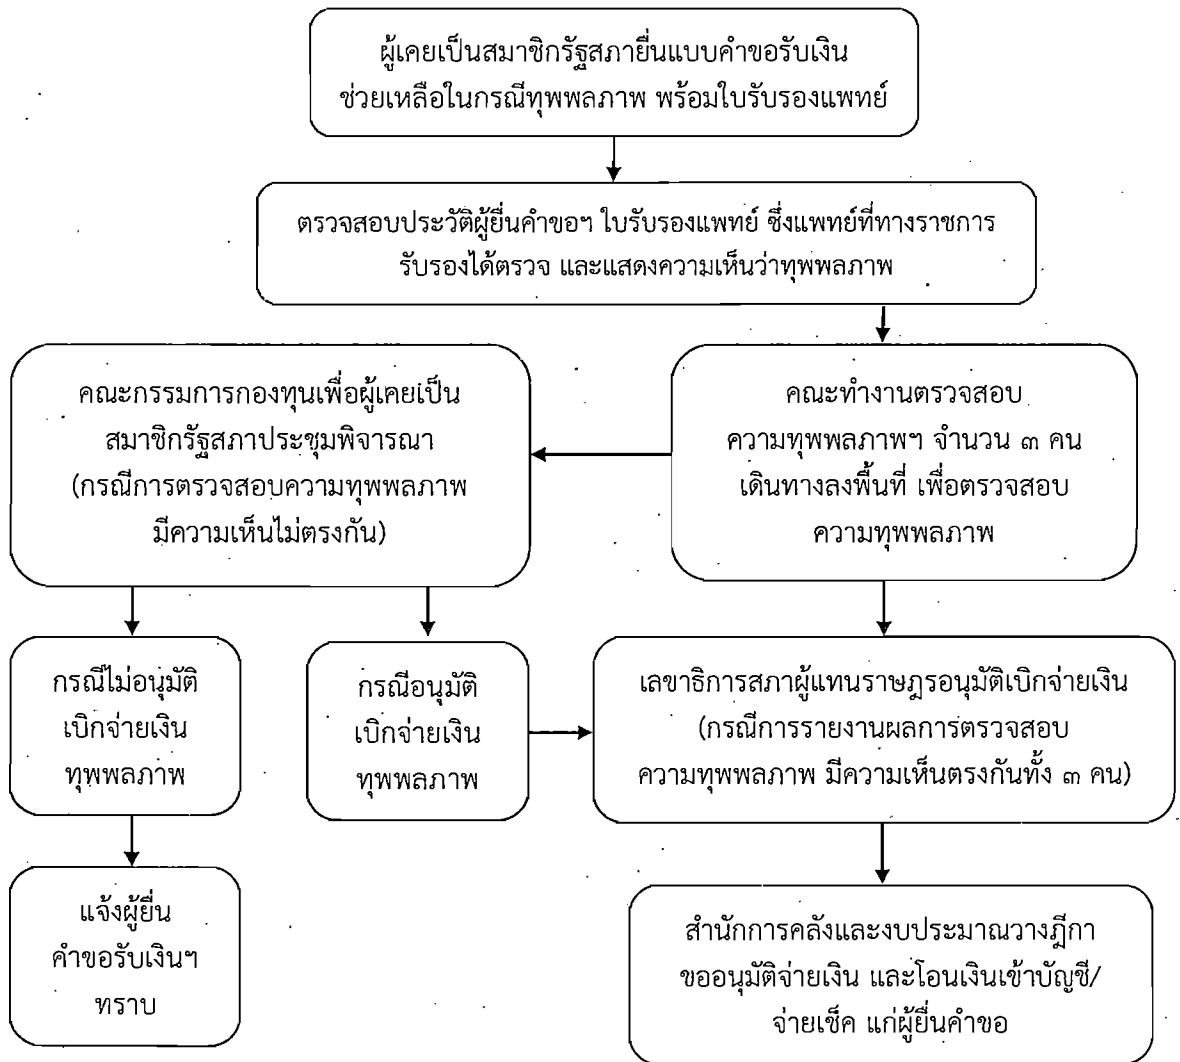 ผู้เคยเป็นสมาชิกรัฐสภายื่นแบบคำขอรับเงิน
ช่วยเหลือในกรณีทุพพลภาพ พร้อมใบรับรองแพทย์
ตรวจสอบประวัติผู้ยื่นคำขอฯ ใบรับรองแพทย์ ซึ่งแพทย์ที่ทางราชการ
รับรองได้ตรวจ และแสดงความเห็นว่าทุพพลภาพ
คณะกรรมการกองทุนเพื่อผู้เคยเป็น
สมาชิกรัฐสภาประชุมพิจารณา
(กรณีการตรวจสอบความทุพพลภาพ
มีความเห็นไม่ตรงกัน)
คณะทำงานตรวจสอบ
ความทุพพลภาพฯ จำนวน ๓ คน
เดินทางลงพื้นที่ เพื่อตรวจสอบ
ความทุพพลภาพ
กรณีไม่อนุมัติ
เบิกจ่ายเงิน
ทุพพลภาพ
กรณีอนุมัติ
เบิกจ่ายเงิน
ทุพพลภาพ
เลขาธิการสภาผู้แทนราษฎรอนุมัติเบิกจ่ายเงิน
(กรณีการรายงานผลการตรวจสอบ
ความทุพพลภาพ มีความเห็นตรงกันทั้ง ๓ คน)
แจ้งผู้ยื่น
คำขอรับเงินฯ
ทราบ
สำนักการคลังและงบประมาณวางฎีกา
ขออนุมัติจ่ายเงิน และโอนเงินเข้าบัญชี/
จ่ายเช็ค แก่ผู้ยื่นคำขอ